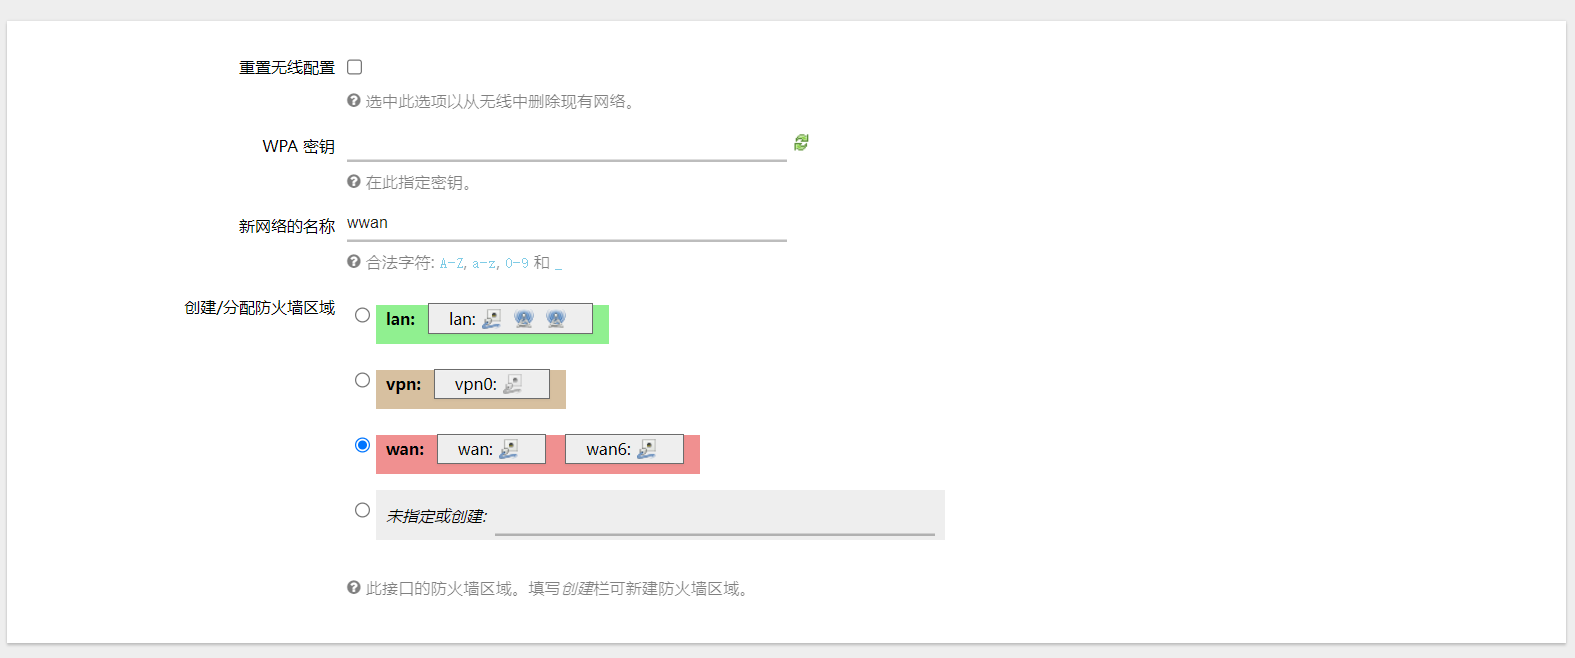 重置无线配置
选中此选项以从无线中删除现有网络。
WPA 密钥
在此指定密钥。
新网络的名称 wwan
合法字符: A-Z, a-z, 0-9 和 _
创建/分配防火墙区域
lan: lan:
vpn: vpn0:
wan: wan: wan6:
未指定或创建:
此接口的防火墙区域。填写创建栏可新建防火墙区域。